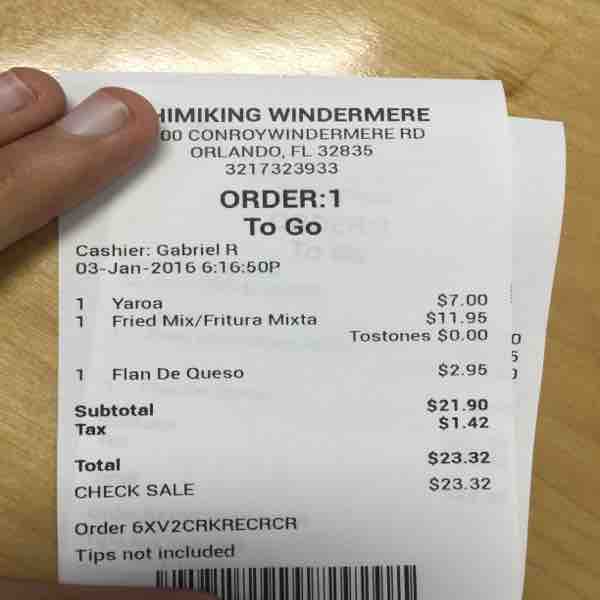 HIMIKING WINDERMERE
00 CONROYWINDERMERE RD
ORLANDO, FL 32835
3217323933
ORDER:1
To Go
Cashier: Gabriel R
03-Jan-2016 6:16:50P
1 Yaroa $7.00
1 Fried Mix/Fritura Mixta $11.95
Tostones $0.00
1 Flan De Queso $2.95
Subtotal $21.90
Tax $1.42
Total $23.32
CHECK SALE $23.32
Order 6XV2CRKRECRCR
Tips not included